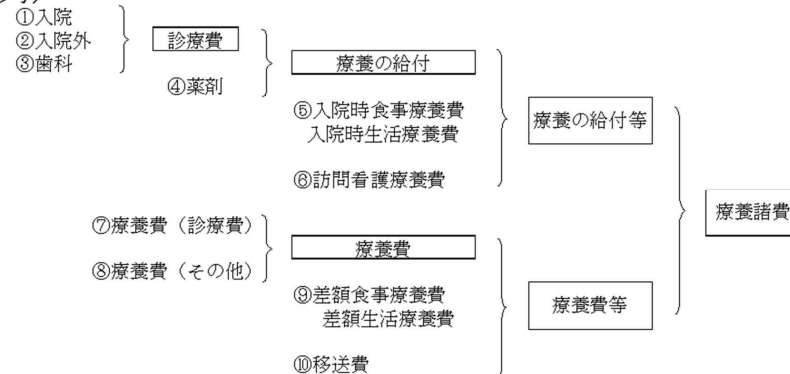 ①入院
②入院外
③歯科
診療費
④薬剤
療養の給付
⑤入院時食事療養費
入院時生活療養費
⑥訪問看護療養費
療養の給付等
⑦療養費（診療費）
⑧療養費（その他）
療養費
⑨差額食事療養費
差額生活療養費
⑩移送費
療養費等
療養諸費